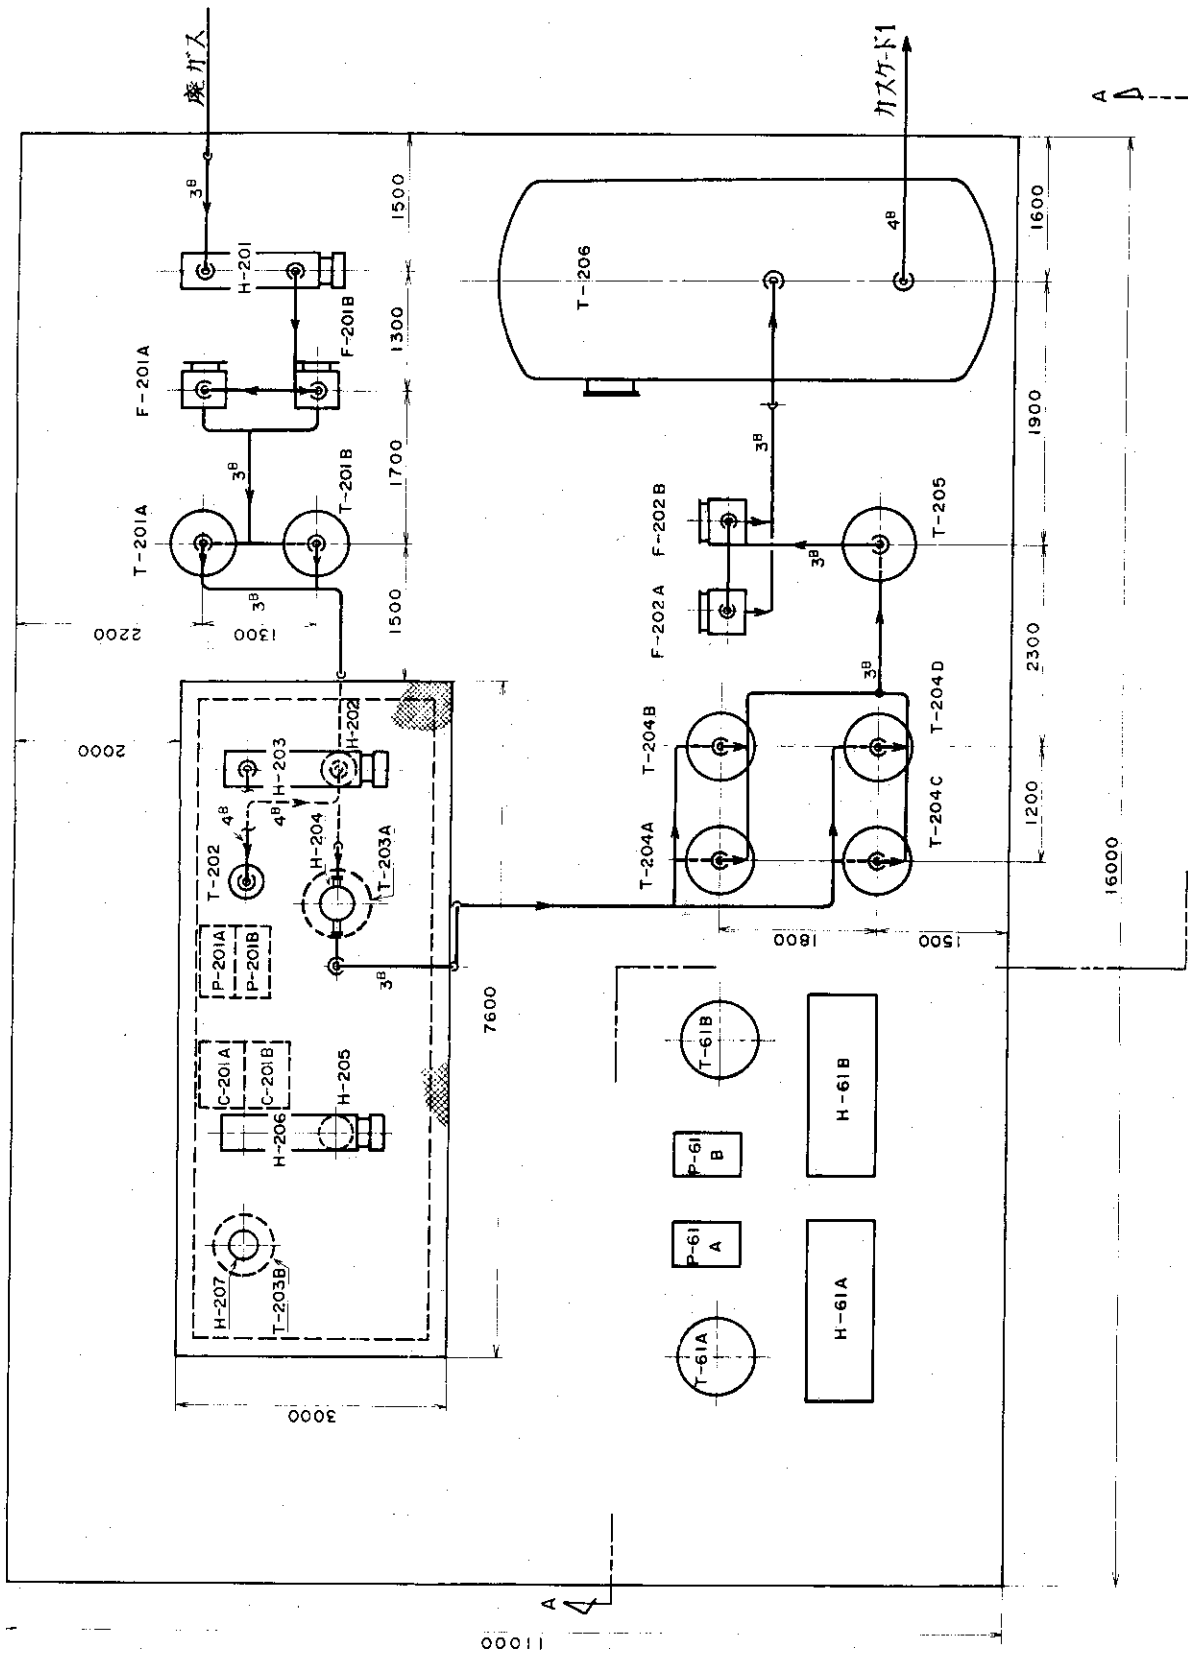 廃ガス
3B
H-201
F-201A
F-201B
3B
T-201A
T-201B
3B
1500
1300
1700
1500
2200
1300
2000
T-206
4B
カスケード1
A
1600
1900
2300
1200
16000
3B
F-202B
F-202A
T-205
3B
3B
T-204B
T-204D
T-204A
T-204C
1800
1500
H-202
H-203
4B
4B
H-204
T-202
T-203A
P-201A
P-201B
3B
7600
C-201A
C-201B
H-205
H-206
H-207
T-203B
3000
T-61B
H-61B
P-61
B
P-61
A
T-61A
H-61A
A
11000